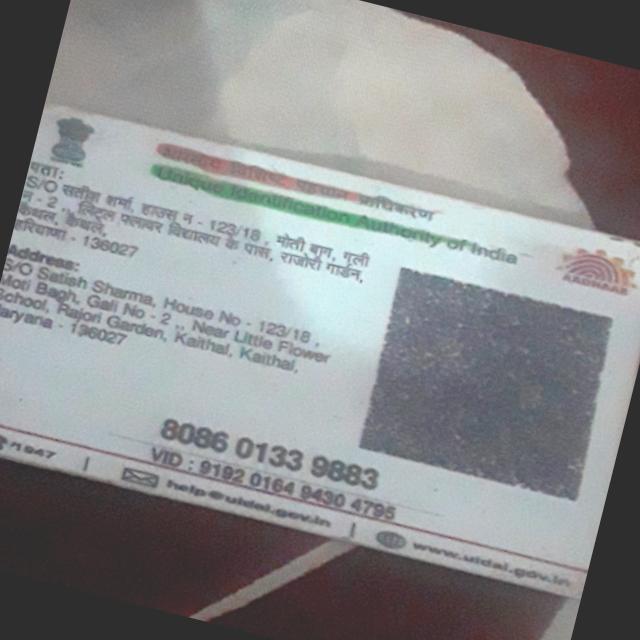 भारतीय विशिष्ट पहचान प्राधिकरण
Unique Identification Authority of India
पता:
S/O सतीश शर्मा, हाउस न - 123/18, मोती बाग, गली
- 2, लिटिल फ्लावर विद्यालय के पास, राजोरी गार्डन,
कैथल, कैथल,
- 136027
AADHAAR
Address:
S/O Satish Sharma, House No - 123/18,
Moti Bagh, Gali No - 2, Near Little Flower
School, Rajori Garden, Kaithal, Kaithal,
Haryana - 136027
8086 0133 9883
VID : 9192 0164 9430 4795
1947 | help@uidai.gov.in | www.uidai.gov.in